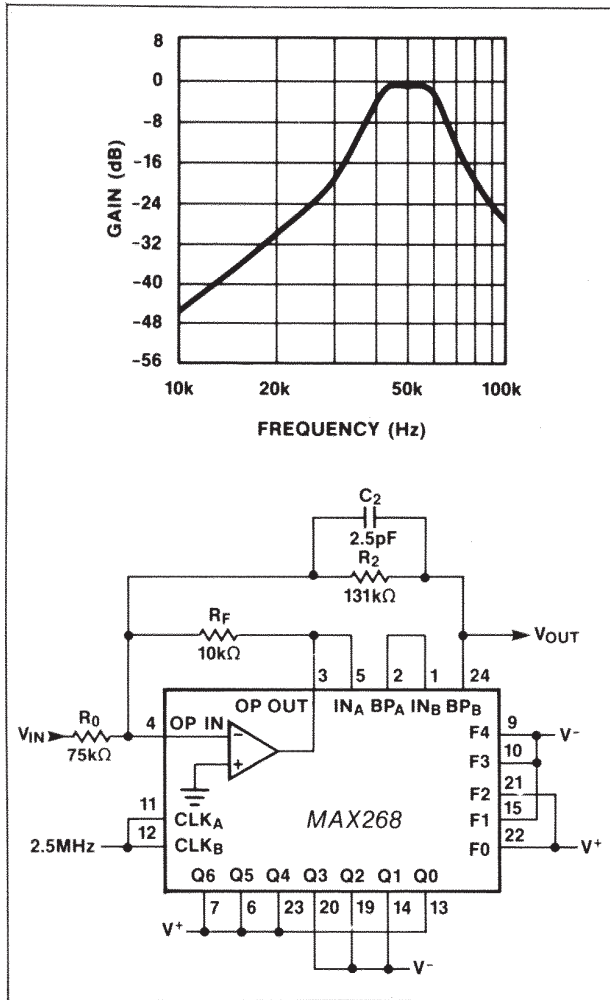 8
0
-8
-16
-24
-32
-40
-48
-56
GAIN (dB)
10k 20k 50k 100k
FREQUENCY (Hz)
C2
2.5pF
R2
131kΩ
RF
10kΩ
VOUT
3 5 2 1 24
OP OUT INA BPA INB BPB
VIN R0 4 OP IN
75kΩ
−
+
F4 9 V-
F3 10
F2 21
F1 15
F0 22 V+
11 CLKA
12 CLKB
2.5MHz
MAX268
Q6 Q5 Q4 Q3 Q2 Q1 Q0
7 6 23 20 19 14 13
V+
V-